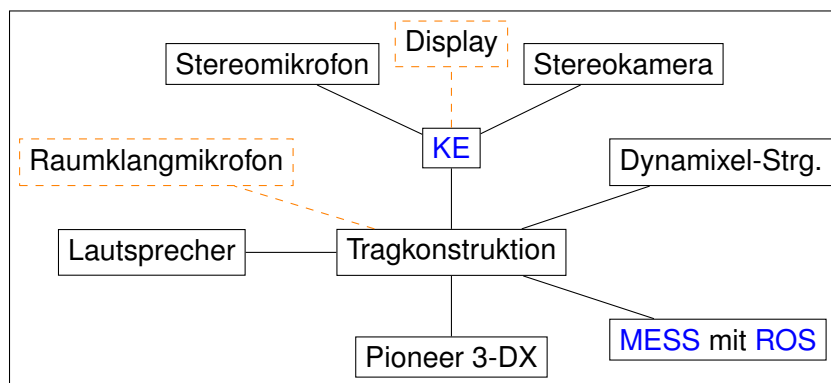 Display
Stereomikrofon
Stereokamera
KE
Raumklangmikrofon
Dynamixel-Strg.
Lautsprecher
Tragkonstruktion
Pioneer 3-DX
MESS mit ROS